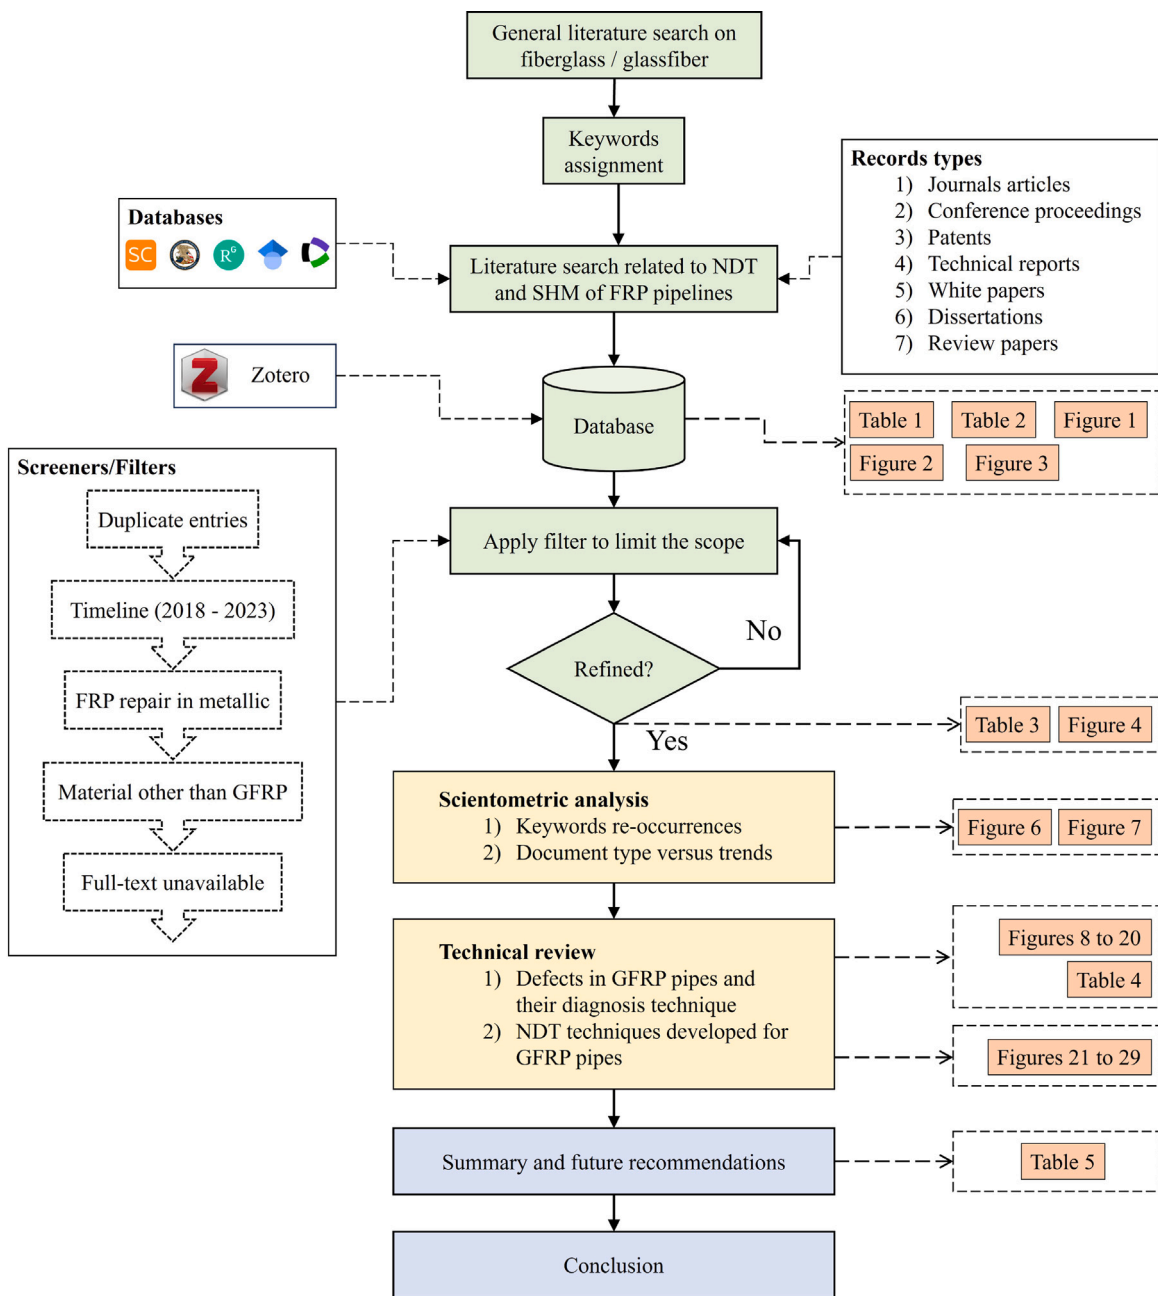 General literature search on
fiberglass / glassfiber
Keywords
assignment
Databases
SC
R^G
Literature search related to NDT
and SHM of FRP pipelines
Records types
1) Journals articles
2) Conference proceedings
3) Patents
4) Technical reports
5) White papers
6) Dissertations
7) Review papers
Z
Zotero
Database
Table 1 Table 2 Figure 1
Figure 2 Figure 3
Screeners/Filters
Duplicate entries
Timeline (2018 - 2023)
FRP repair in metallic
Material other than GFRP
Full-text unavailable
Apply filter to limit the scope
Refined?
No
Yes
Table 3 Figure 4
Scientometric analysis
1) Keywords re-occurrences
2) Document type versus trends
Figure 6 Figure 7
Technical review
1) Defects in GFRP pipes and
their diagnosis technique
2) NDT techniques developed for
GFRP pipes
Figures 8 to 20
Table 4
Figures 21 to 29
Summary and future recommendations
Table 5
Conclusion